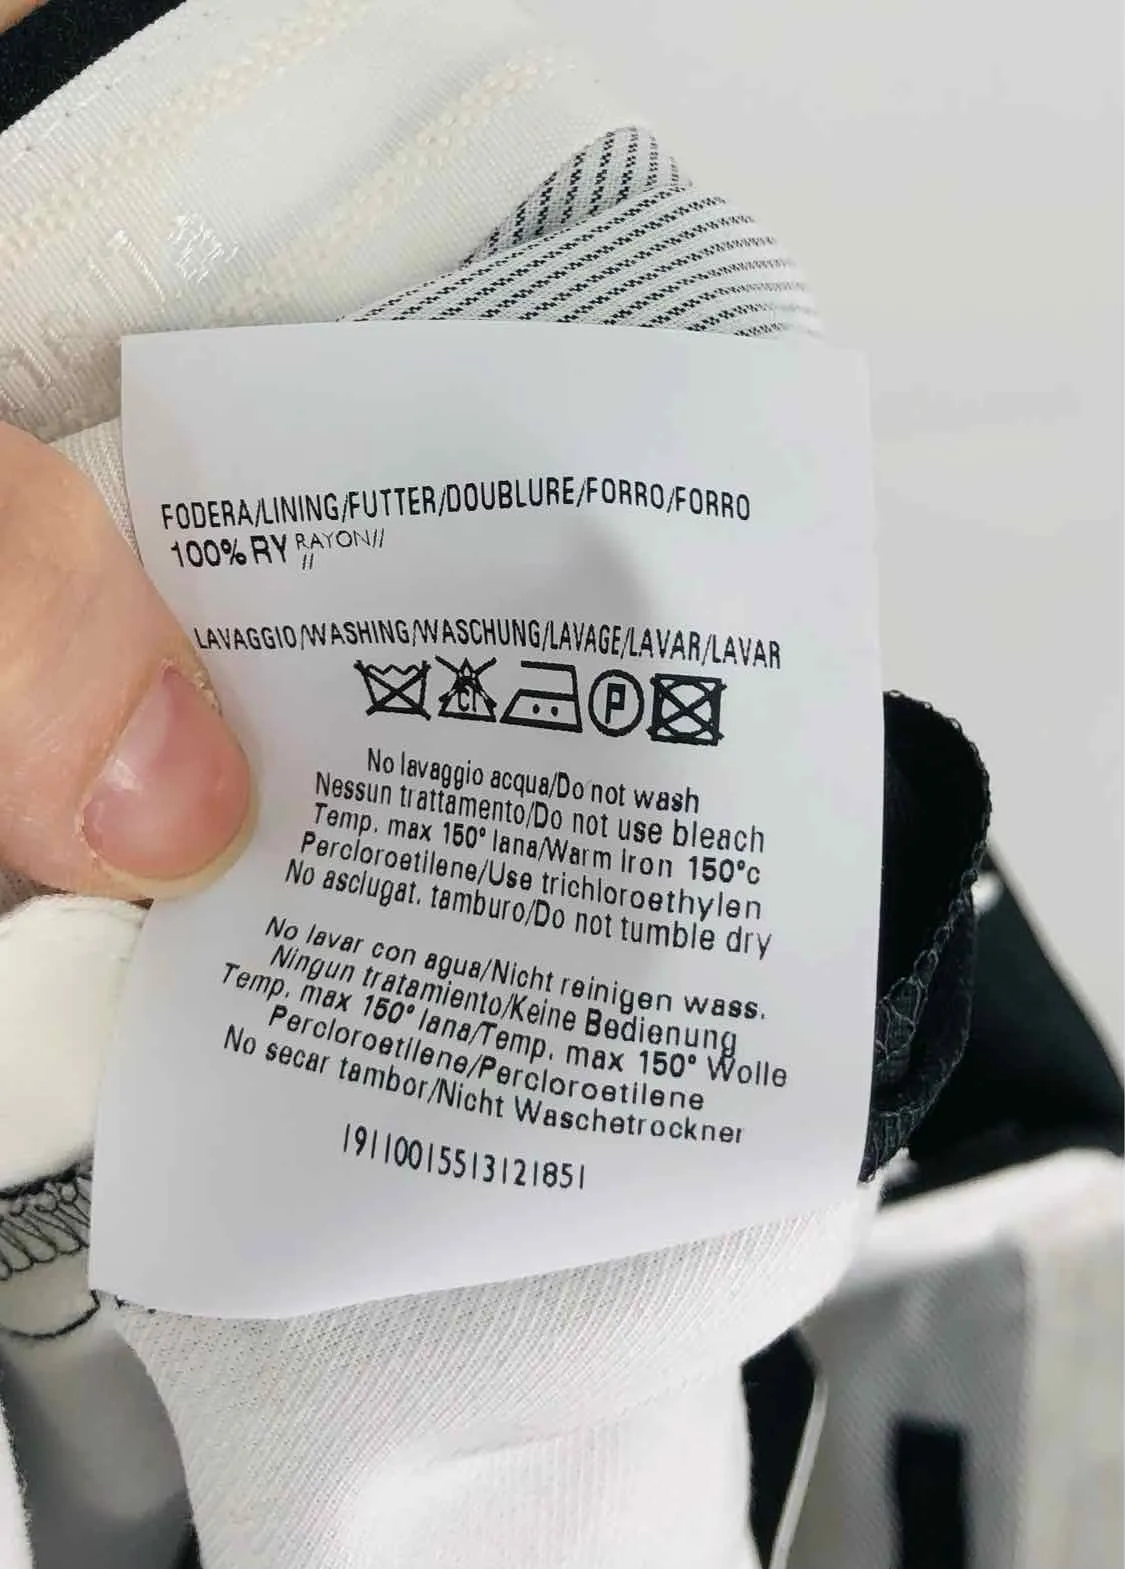 FODERA/LINING/FUTTER/DOUBLURE/FORRO/FORRO
100% RY RAYON//
//
LAVAGGIO/WASHING/WASCHUNG/LAVAGE/LAVAR/LAVAR
Cl P
No lavaggio acqua/Do not wash
Nessun trattamento/Do not use bleach
Temp. max 150° lana/Warm iron 150°c
Percloroetilene/Use trichloroethylen
No asciugat. tamburo/Do not tumble dry
No lavar con agua/Nicht reinigen wass.
Ningun tratamiento/Keine Bedienung
Temp. max 150° lana/Temp. max 150° Wolle
Percloroetilene/Percloroetilene
No secar tambor/Nicht Waschetrockner
19110015513121851